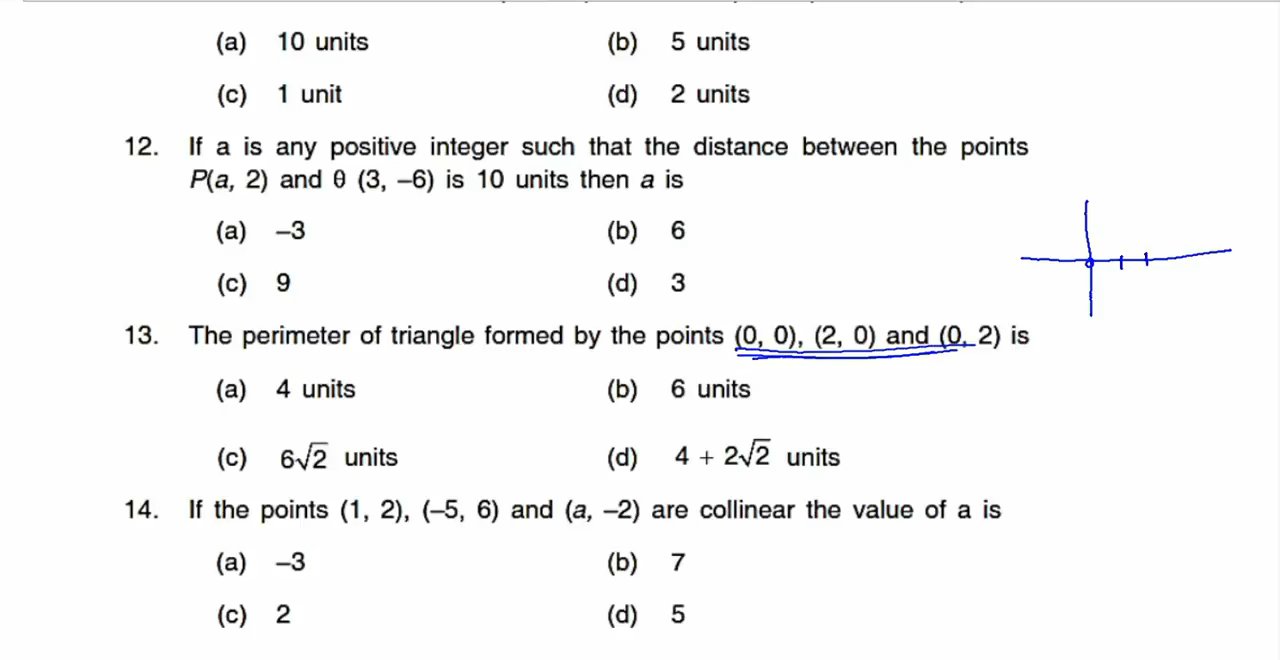 (a) 10 units (b) 5 units
(c) 1 unit (d) 2 units
12. If a is any positive integer such that the distance between the points
P(a, 2) and θ (3, –6) is 10 units then a is
(a) –3 (b) 6
(c) 9 (d) 3
13. The perimeter of triangle formed by the points (0, 0), (2, 0) and (0, 2) is
(a) 4 units (b) 6 units
(c) 6√2 units (d) 4 + 2√2 units
14. If the points (1, 2), (–5, 6) and (a, –2) are collinear the value of a is
(a) –3 (b) 7
(c) 2 (d) 5